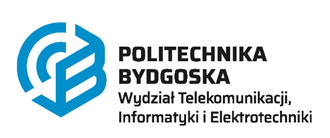 POLITECHNIKA
BYDGOSKA
Wydział Telekomunikacji,
Informatyki i Elektrotechniki